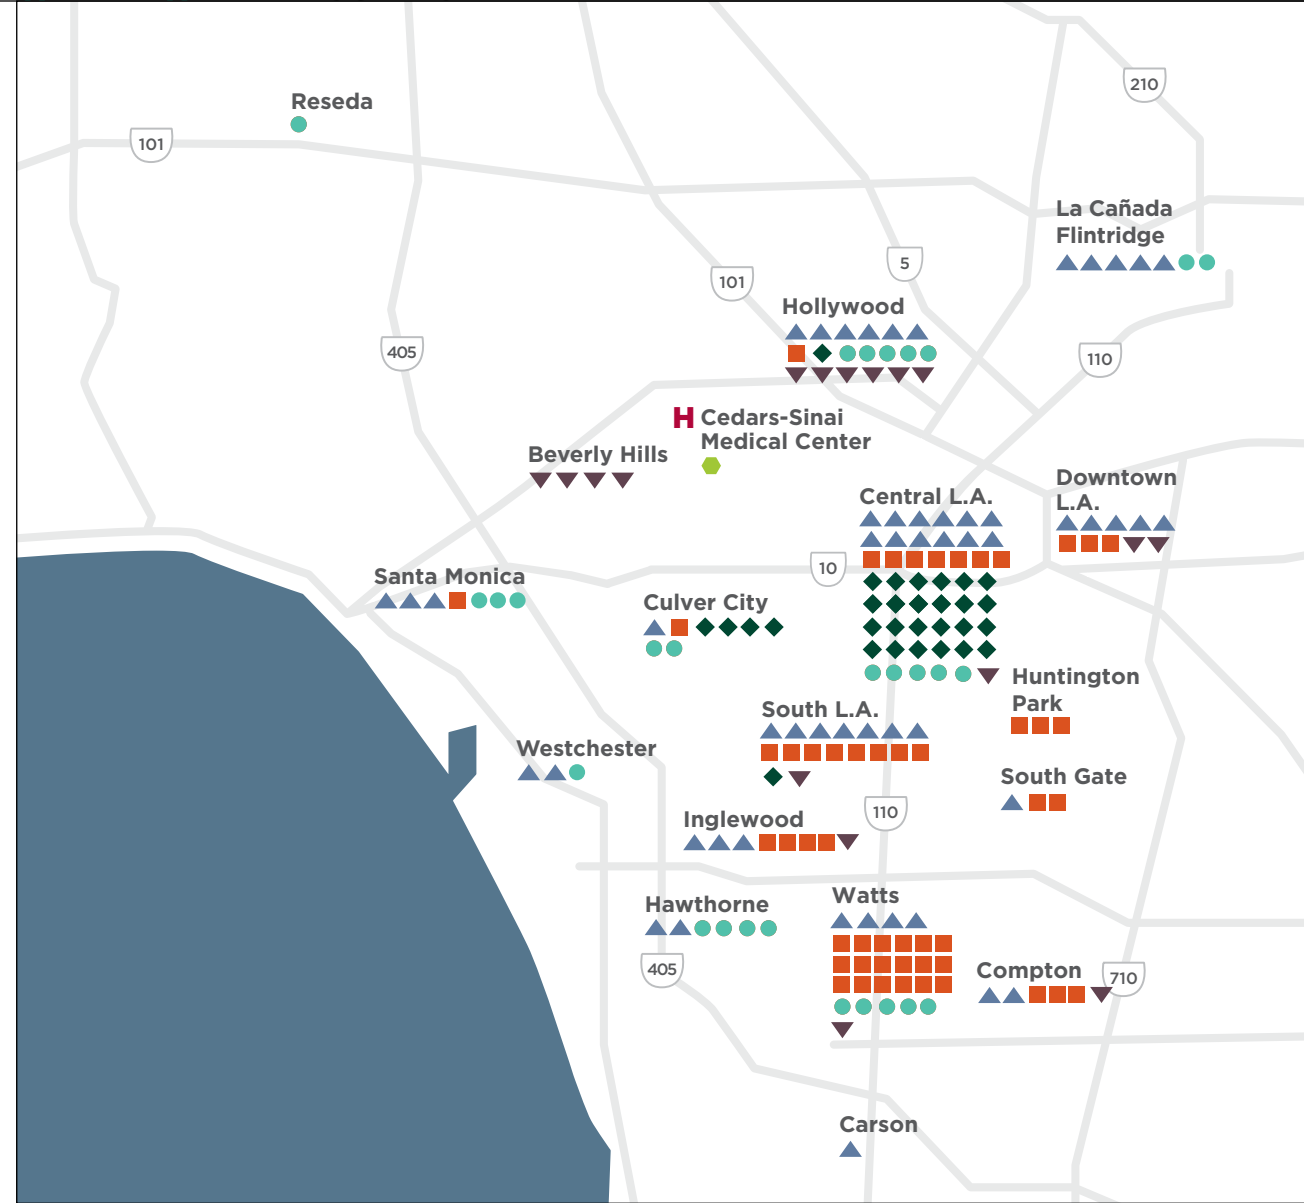 210
Reseda
101
La Cañada
Flintridge
5
101
Hollywood
405
110
H Cedars-Sinai
Medical Center
Beverly Hills
Downtown
L.A.
Central L.A.
10
Santa Monica
Culver City
Huntington
Park
South L.A.
Westchester
South Gate
110
Inglewood
Watts
Hawthorne
405
Compton
710
Carson